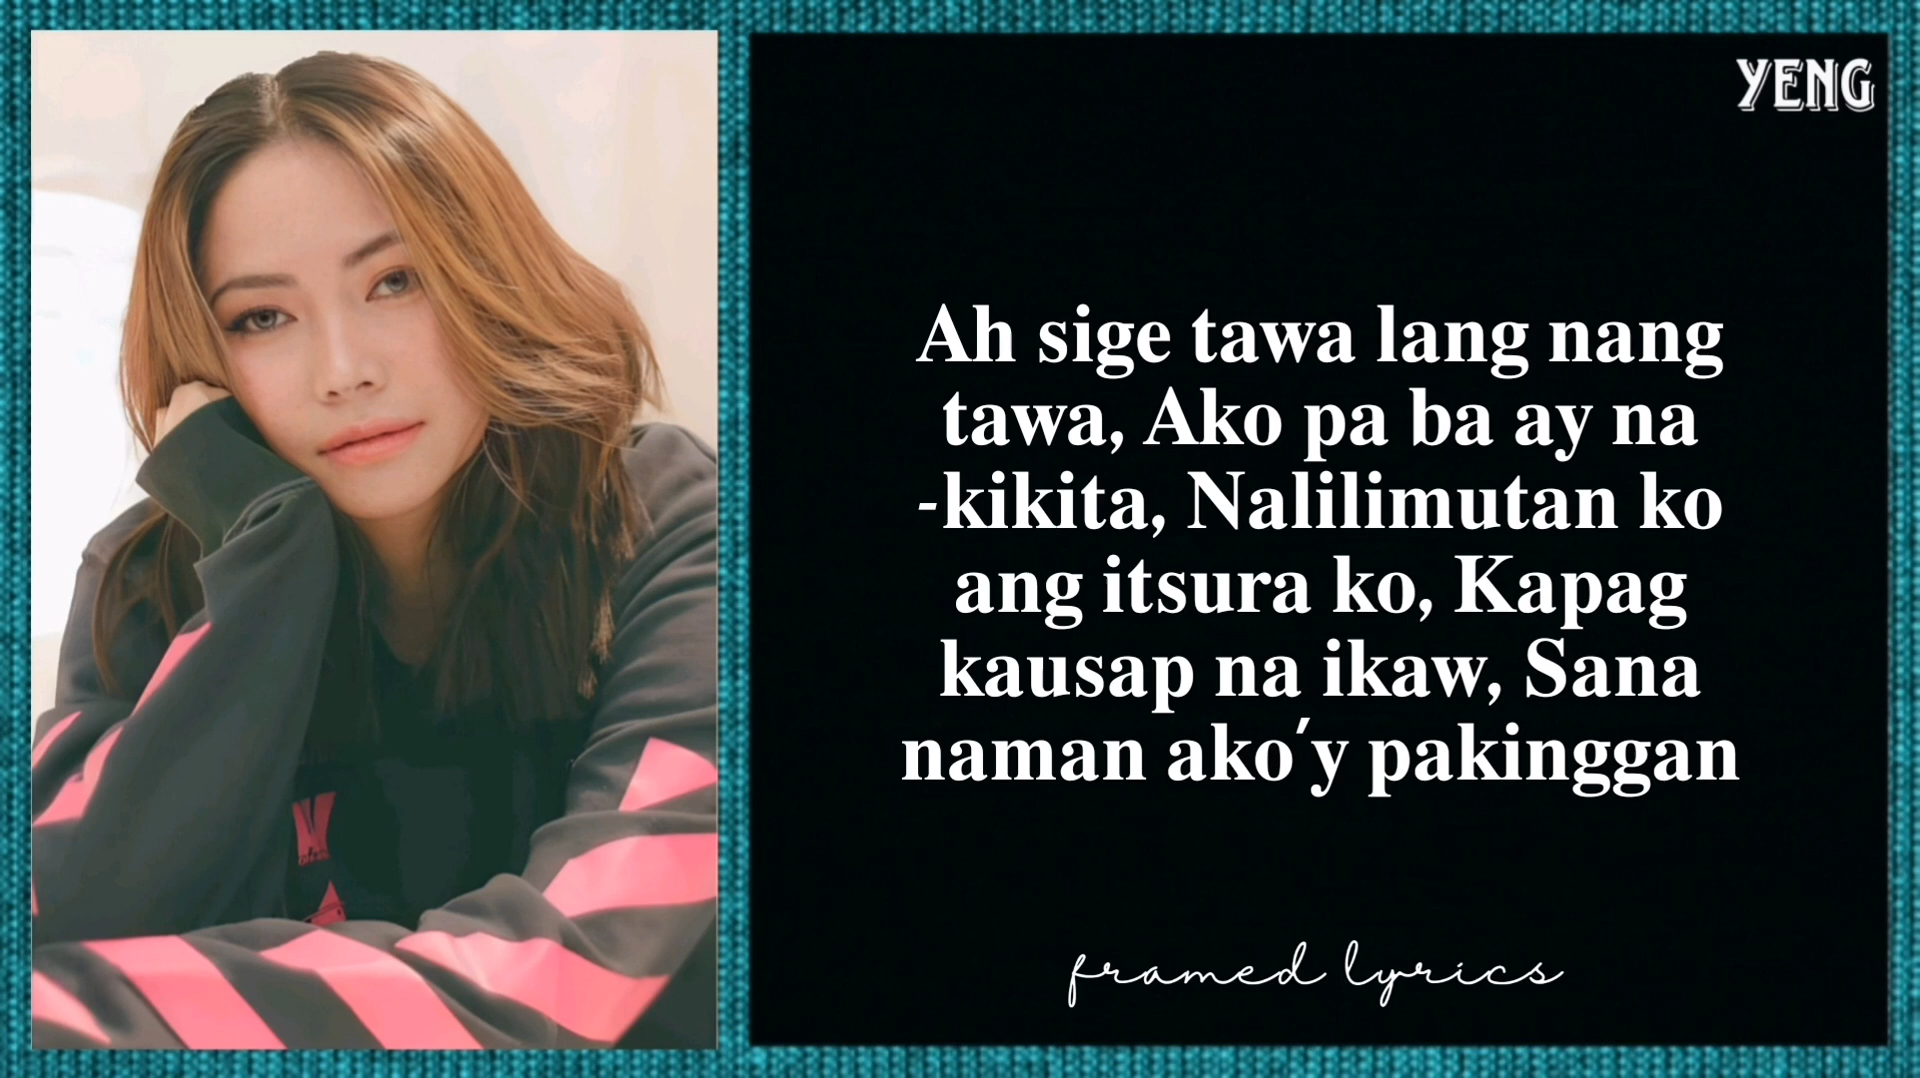 YENG
Ah sige tawa lang nang
tawa, Ako pa ba ay na
-kikita, Nalilimutan ko
ang itsura ko, Kapag
kausap na ikaw, Sana
naman ako'y pakinggan
framed lyrics